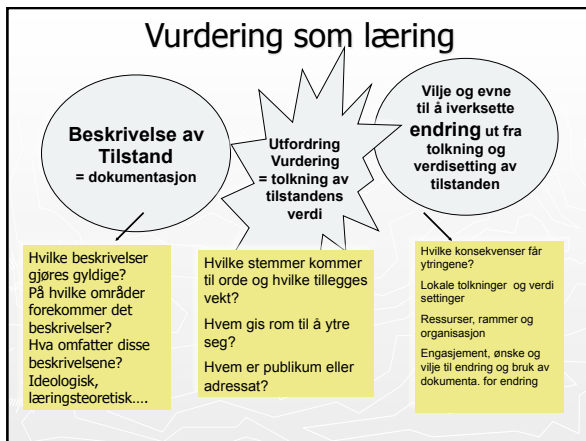 Vurdering som læring
Beskrivelse av
Tilstand
= dokumentasjon
Utfordring
Vurdering
= tolkning av
tilstandens
verdi
Vilje og evne
til å iverksette
endring ut fra
tolkning og
verdisetting av
tilstanden
Hvilke beskrivelser
gjøres gyldige?
På hvilke områder
forekommer det
beskrivelser?
Hva omfatter disse
beskrivelsene?
Ideologisk,
læringsteoretisk….
Hvilke stemmer kommer
til orde og hvilke tillegges
vekt?
Hvem gis rom til å ytre
seg?
Hvem er publikum eller
adressat?
Hvilke konsekvenser får
ytringene?
Lokale tolkninger og verdi
settinger
Ressurser, rammer og
organisasjon
Engasjement, ønske og
vilje til endring og bruk av
dokumenta. for endring